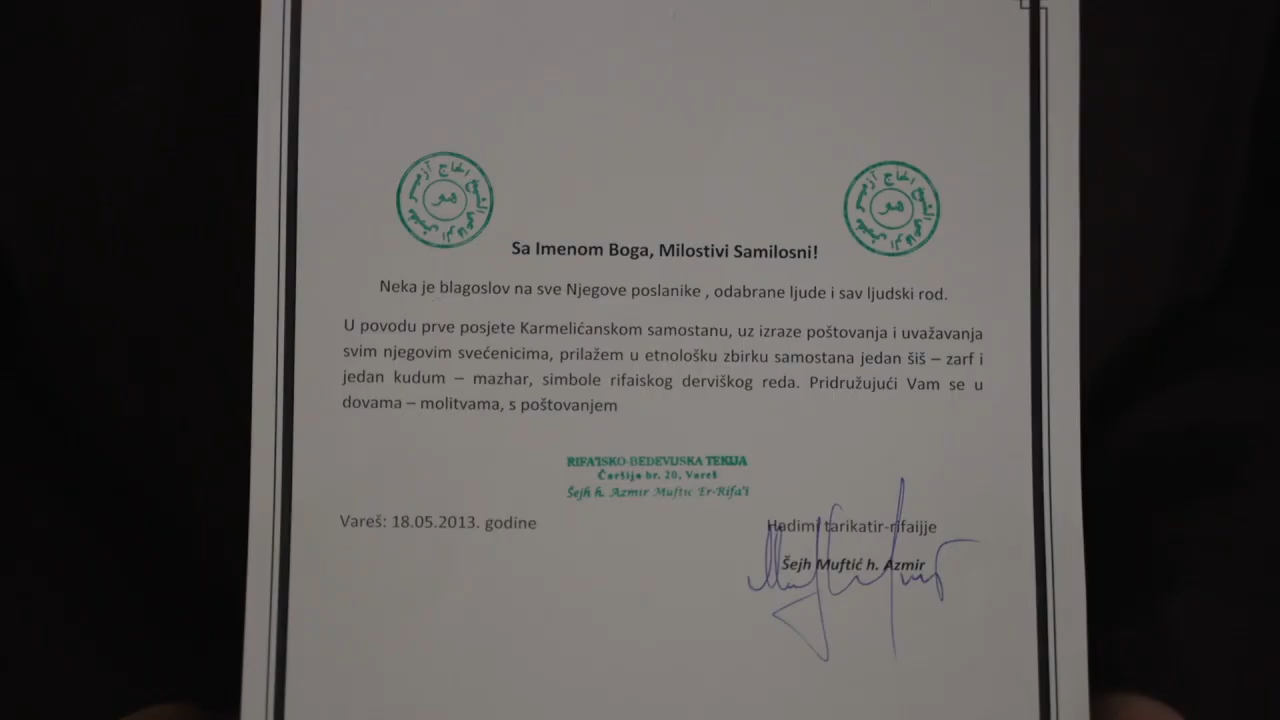 هو
هو
Sa Imenom Boga, Milostivi Samilosni!
Neka je blagoslov na sve Njegove poslanike , odabrane ljude i sav ljudski rod.
U povodu prve posjete Karmelićanskom samostanu, uz izraze poštovanja i uvažavanja
svim njegovim svećenicima, prilažem u etnološku zbirku samostana jedan šiš – zarf i
jedan kudum – mazhar, simbole rifaiskog derviškog reda. Pridružujući Vam se u
dovama – molitvama, s poštovanjem
RIFA'ISKO-BEDEVIJSKA TEKIJA
Čaršija br. 20, Vareš
Šejh h. Azmir Muftić Er-Rifa'i
Vareš: 18.05.2013. godine
Hadimi tarikatir-rifaijje
Šejh Muftić h. Azmir